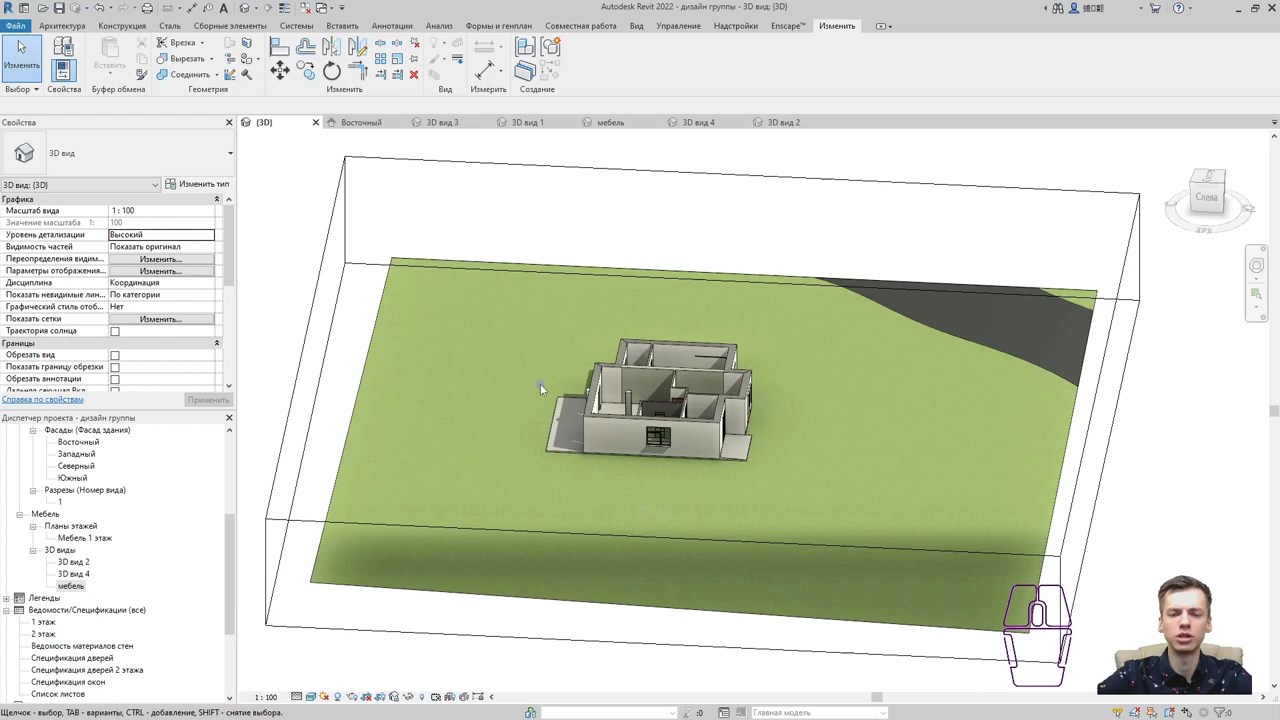 Autodesk Revit 2022 - дизайн группы - 3D вид: {3D}
Файл Архитектура Конструкция Сталь Сборные элементы Системы Вставить Аннотации Анализ Формы и генплан Совместная работа Вид Управление Надстройки Enscape™ Изменить
Изменить
Вставить
Врезка
Вырезать
Соединить
Выбор Свойства Буфер обмена Геометрия Изменить Вид Измерить Создание
Свойства
{3D} Восточный 3D вид 3 3D вид 1 мебель 3D вид 4 3D вид 2
3D вид
3D вид: {3D} Изменить тип
Графика
Масштаб вида 1 : 100
Значение масштаба 1: 100
Уровень детализации Высокий
Видимость частей Показать оригинал
Переопределения видим... Изменить...
Параметры отображения... Изменить...
Дисциплина Координация
Показать невидимые лин... По категории
Графический стиль отоб... Нет
Показать сетки Изменить...
Траектория солнца
Границы
Обрезать вид
Показать границу обрезки
Обрезать аннотации
Справка по свойствам Применить
Диспетчер проекта - дизайн группы
Фасады (Фасад здания)
Восточный
Западный
Северный
Южный
Разрезы (Номер вида)
1
Мебель
Планы этажей
Мебель 1 этаж
3D виды
3D вид 2
3D вид 4
мебель
Легенды
Ведомости/Спецификации (все)
1 этаж
2 этаж
Ведомость материалов стен
Спецификация дверей
Спецификация дверей 2 этажа
Спецификация окон
Список листов
Слева
1 : 100
Щелчок - выбор, TAB - варианты, CTRL - добавление, SHIFT - снятие выбора.
:0 Главная модель :0